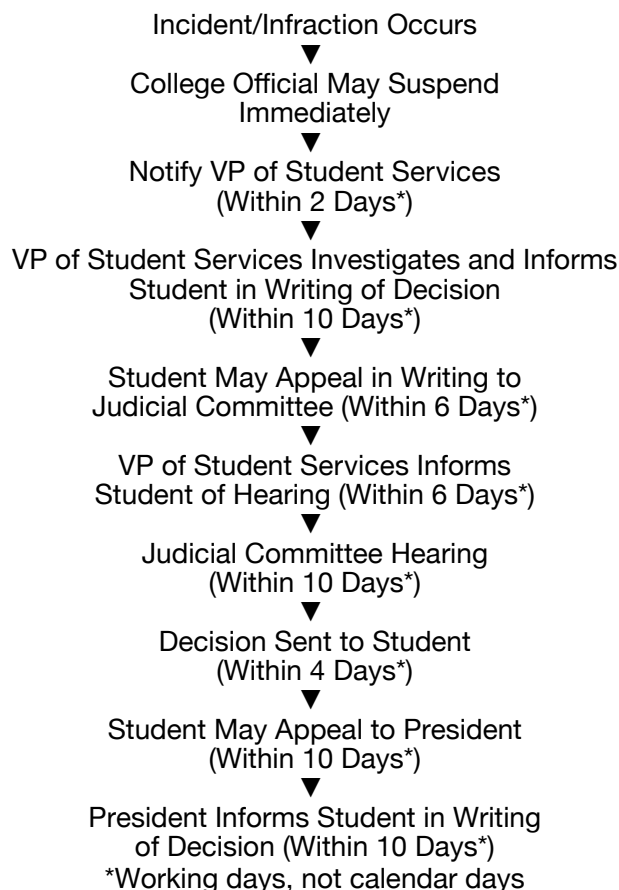 Incident/Infraction Occurs
College Official May Suspend
Immediately
Notify VP of Student Services
(Within 2 Days*)
VP of Student Services Investigates and Informs
Student in Writing of Decision
(Within 10 Days*)
Student May Appeal in Writing to
Judicial Committee (Within 6 Days*)
VP of Student Services Informs
Student of Hearing (Within 6 Days*)
Judicial Committee Hearing
(Within 10 Days*)
Decision Sent to Student
(Within 4 Days*)
Student May Appeal to President
(Within 10 Days*)
President Informs Student in Writing
of Decision (Within 10 Days*)
*Working days, not calendar days